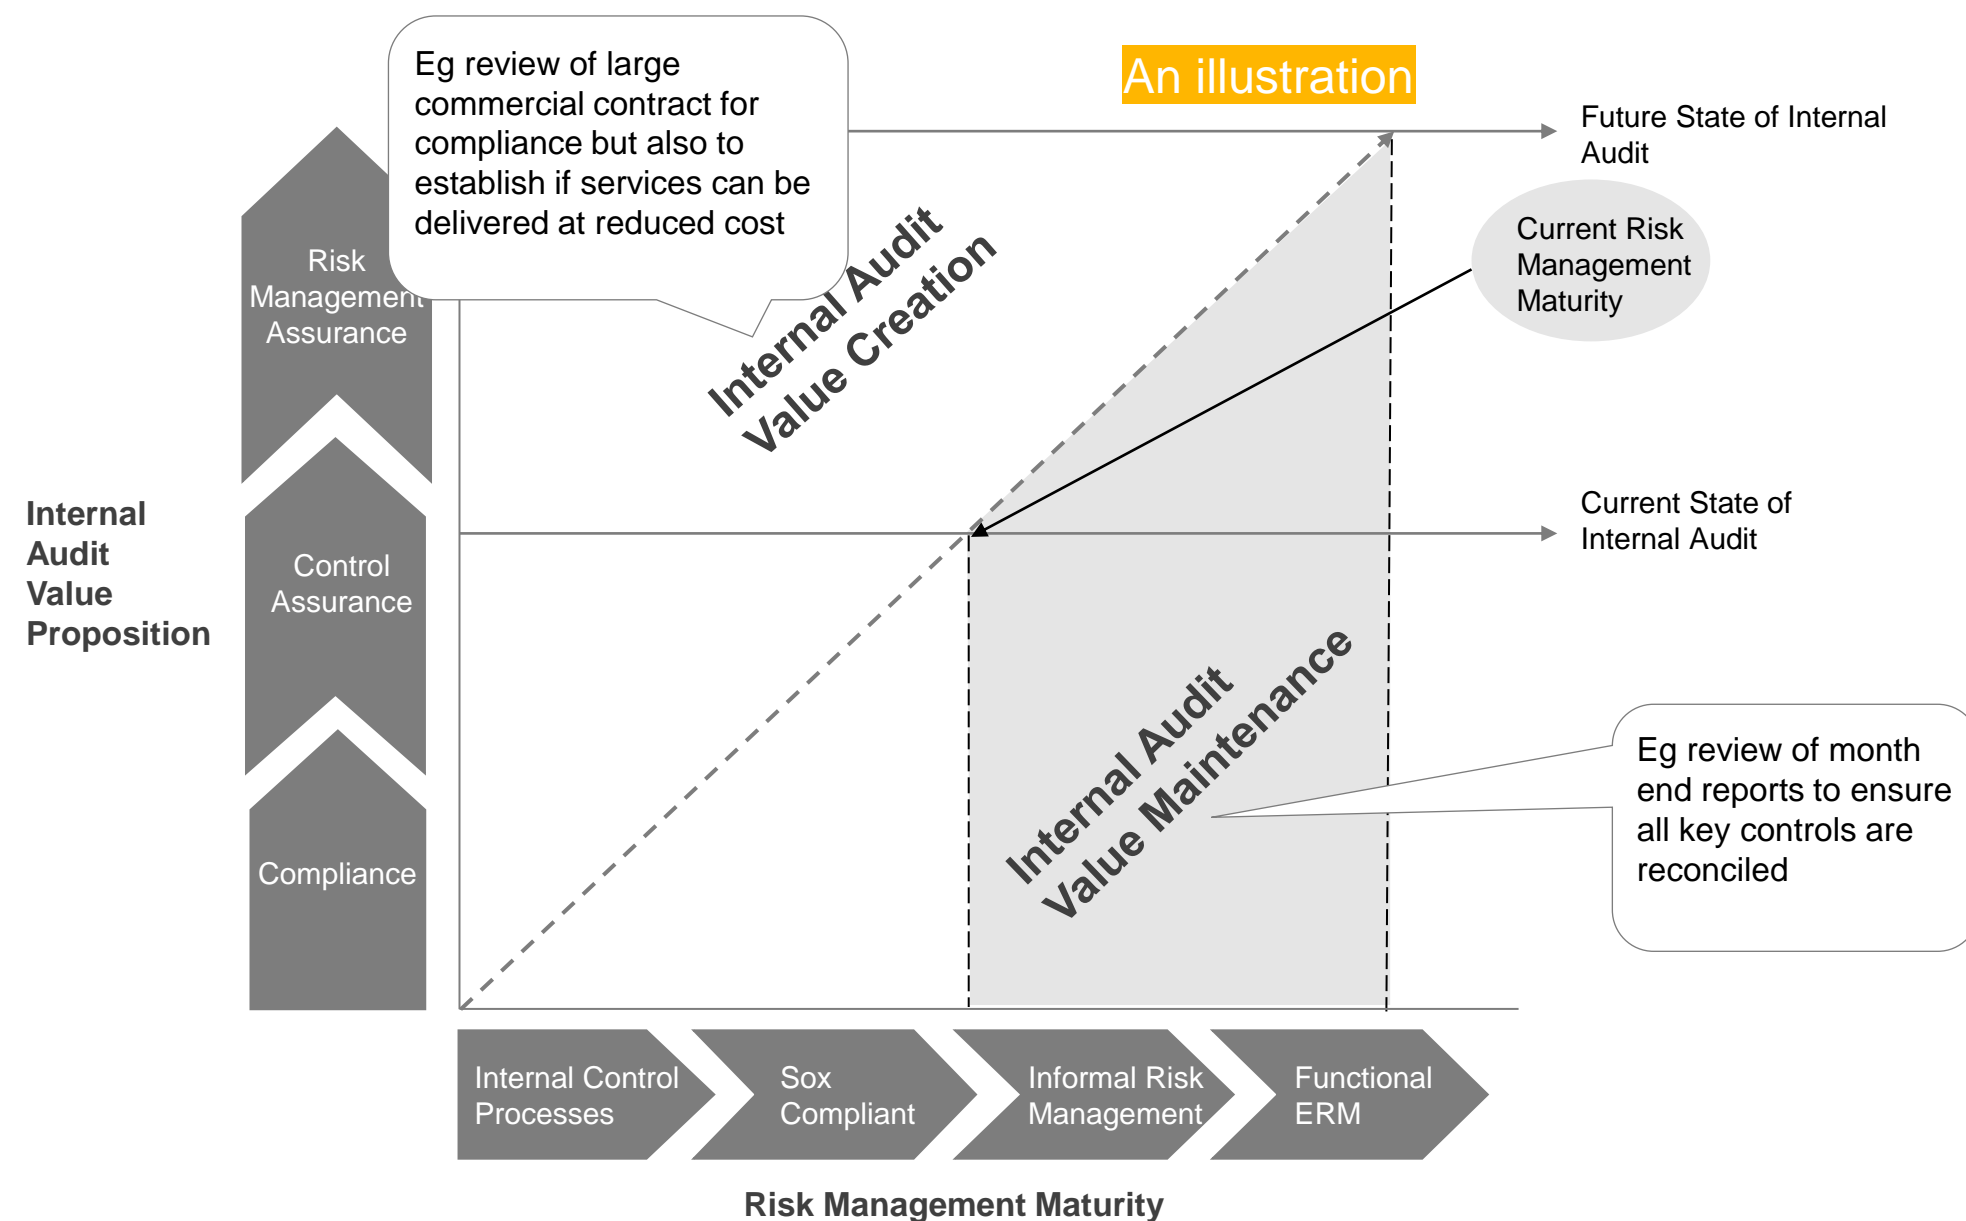 Eg review of large
commercial contract for
compliance but also to
establish if services can be
delivered at reduced cost
An illustration
Future State of Internal
Audit
Current Risk
Management
Maturity
Risk
Management
Assurance
Internal Audit
Value Creation
Internal
Audit
Value
Proposition
Control
Assurance
Current State of
Internal Audit
Internal Audit
Value Maintenance
Eg review of month
end reports to ensure
all key controls are
reconciled
Compliance
Internal Control
Processes
Sox
Compliant
Informal Risk
Management
Functional
ERM
Risk Management Maturity